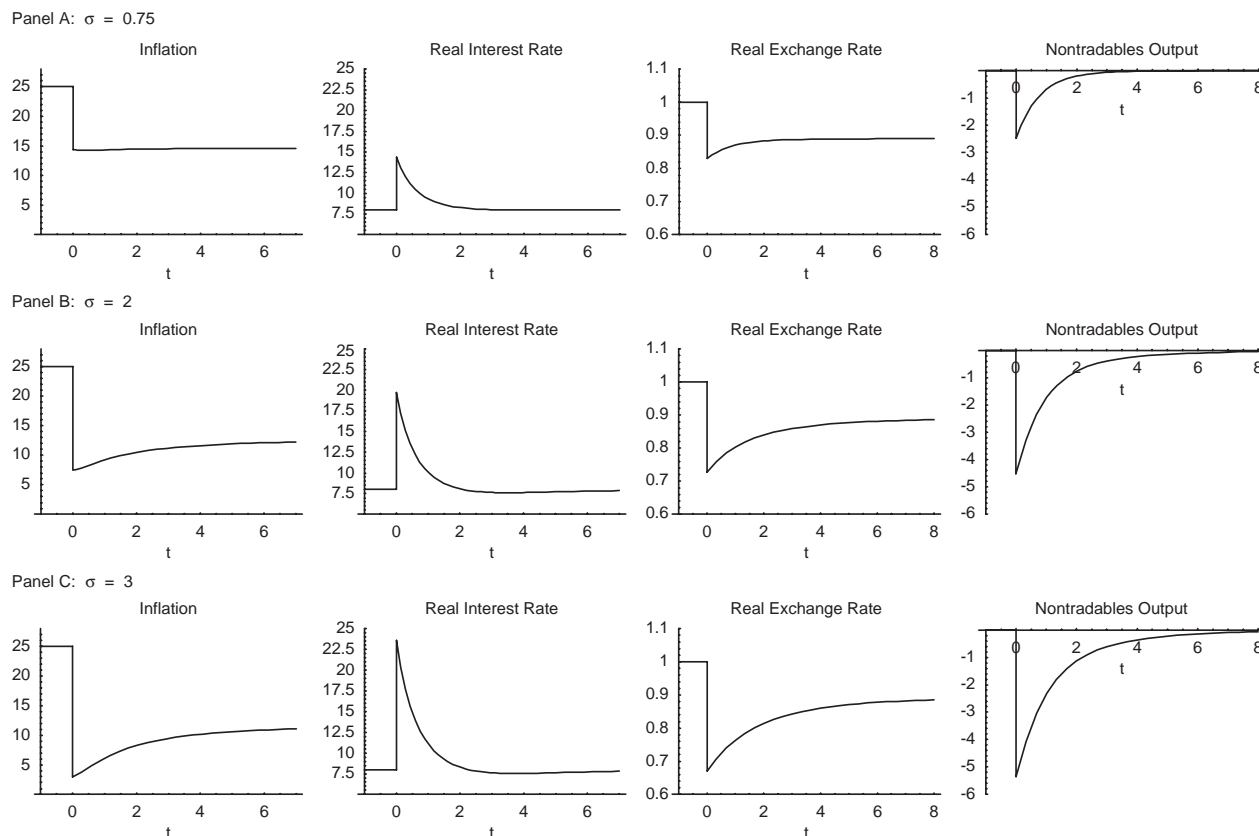 Panel A: σ = 0.75
Inflation
25
20
15
10
5
0 2 4 6
t
Real Interest Rate
25
22.5
20
17.5
15
12.5
10
7.5
0 2 4 6
t
Real Exchange Rate
1.1
1
0.9
0.8
0.7
0.6
0 2 4 6 8
t
Nontradables Output
0 2 4 6 8
t
-1
-2
-3
-4
-5
-6
Panel B: σ = 2
Inflation
25
20
15
10
5
0 2 4 6
t
Real Interest Rate
25
22.5
20
17.5
15
12.5
10
7.5
0 2 4 6
t
Real Exchange Rate
1.1
1
0.9
0.8
0.7
0.6
0 2 4 6 8
t
Nontradables Output
0 2 4 6 8
t
-1
-2
-3
-4
-5
-6
Panel C: σ = 3
Inflation
25
20
15
10
5
0 2 4 6
t
Real Interest Rate
25
22.5
20
17.5
15
12.5
10
7.5
0 2 4 6
t
Real Exchange Rate
1.1
1
0.9
0.8
0.7
0.6
0 2 4 6 8
t
Nontradables Output
0 2 4 6 8
t
-1
-2
-3
-4
-5
-6